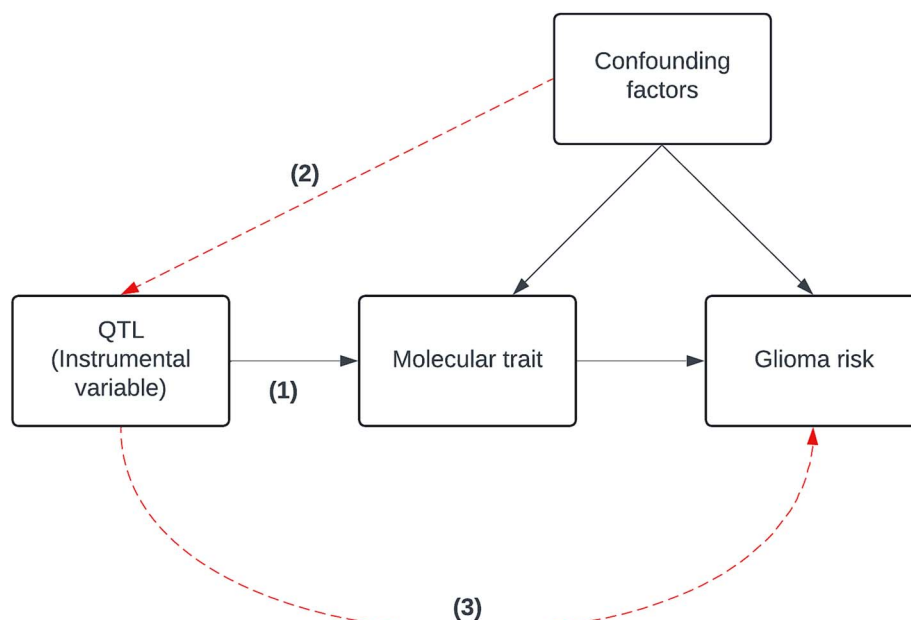 Confounding
factors
(2)
QTL
(Instrumental
variable)
(1)
Molecular trait
Glioma risk
(3)